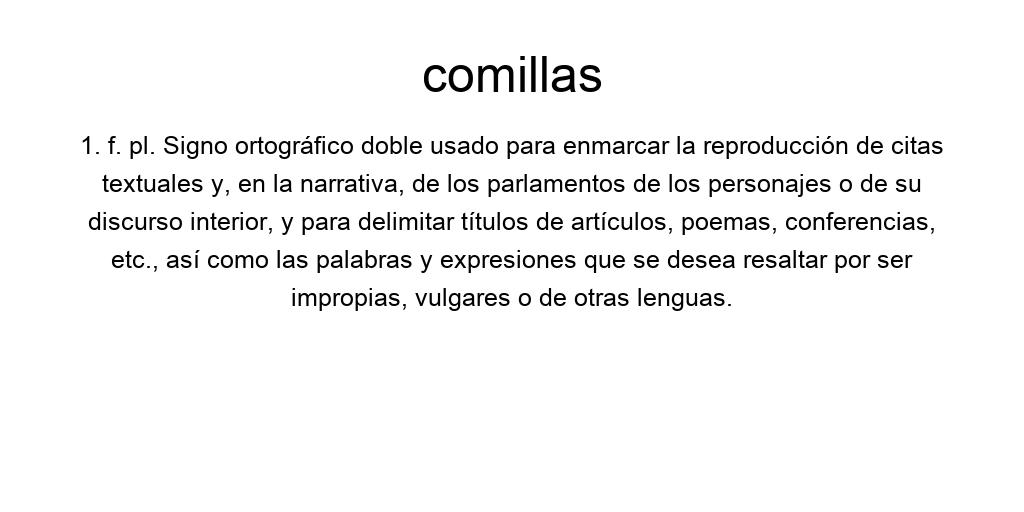 comillas
1. f. pl. Signo ortográfico doble usado para enmarcar la reproducción de citas
textuales y, en la narrativa, de los parlamentos de los personajes o de su
discurso interior, y para delimitar títulos de artículos, poemas, conferencias,
etc., así como las palabras y expresiones que se desea resaltar por ser
impropias, vulgares o de otras lenguas.